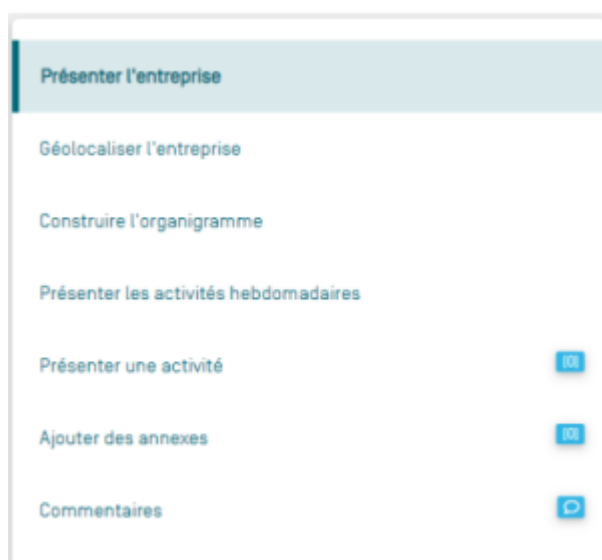 Présenter l'entreprise
Géolocaliser l'entreprise
Construire l'organigramme
Présenter les activités hebdomadaires
Présenter une activité [0]
Ajouter des annexes [0]
Commentaires